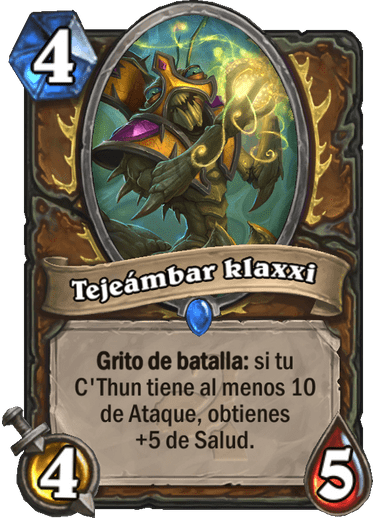 4
Tejeámbar klaxxi
Grito de batalla: si tu
C'Thun tiene al menos 10
de Ataque, obtienes
+5 de Salud.
4
5